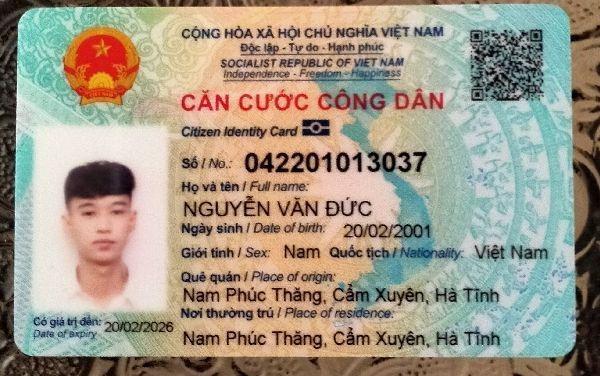 CỘNG HÒA XÃ HỘI CHỦ NGHĨA VIỆT NAM
Độc lập - Tự do - Hạnh phúc
SOCIALIST REPUBLIC OF VIET NAM
Independence - Freedom - Happiness
CĂN CƯỚC CÔNG DÂN
Citizen Identity Card
Số / No.: 042201013037
Họ và tên / Full name:
NGUYỄN VĂN ĐỨC
Ngày sinh / Date of birth: 20/02/2001
Giới tính / Sex: Nam Quốc tịch / Nationality: Việt Nam
Quê quán / Place of origin:
Nam Phúc Thăng, Cẩm Xuyên, Hà Tĩnh
Nơi thường trú / Place of residence:
Nam Phúc Thăng, Cẩm Xuyên, Hà Tĩnh
Có giá trị đến: 20/02/2026
Date of expiry